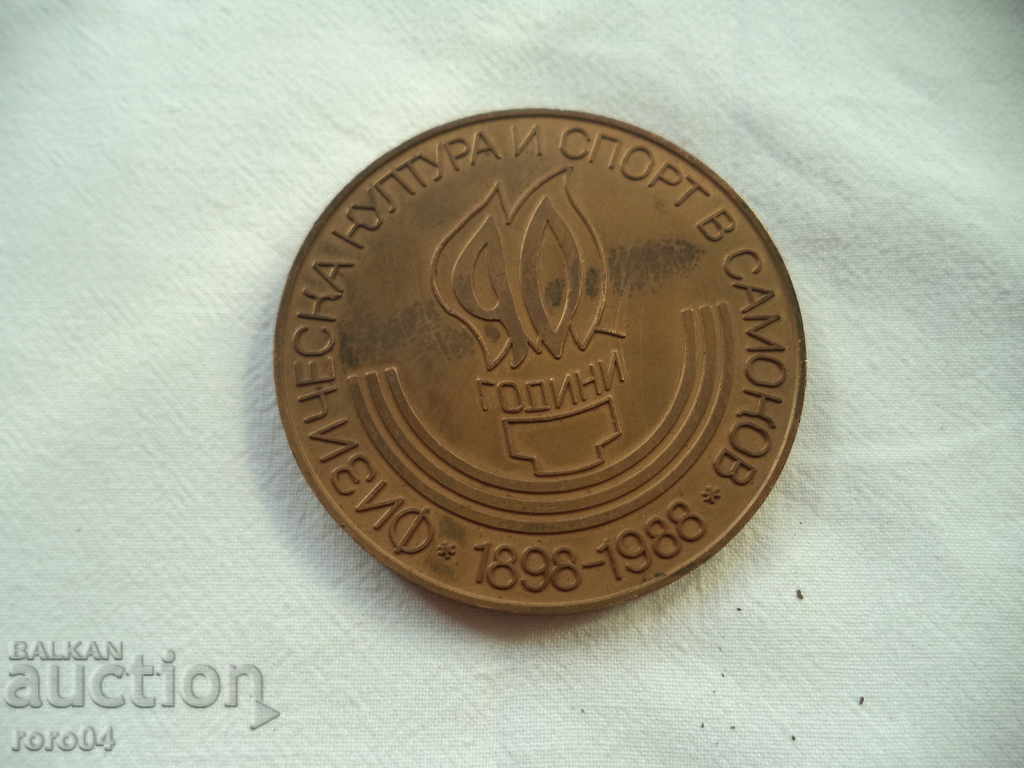 ФИЗИЧЕСКА КУЛТУРА И СПОРТ В САМОКОВ
90
ГОДИНИ
* 1898-1988 *
BALKAN
auction
roro04